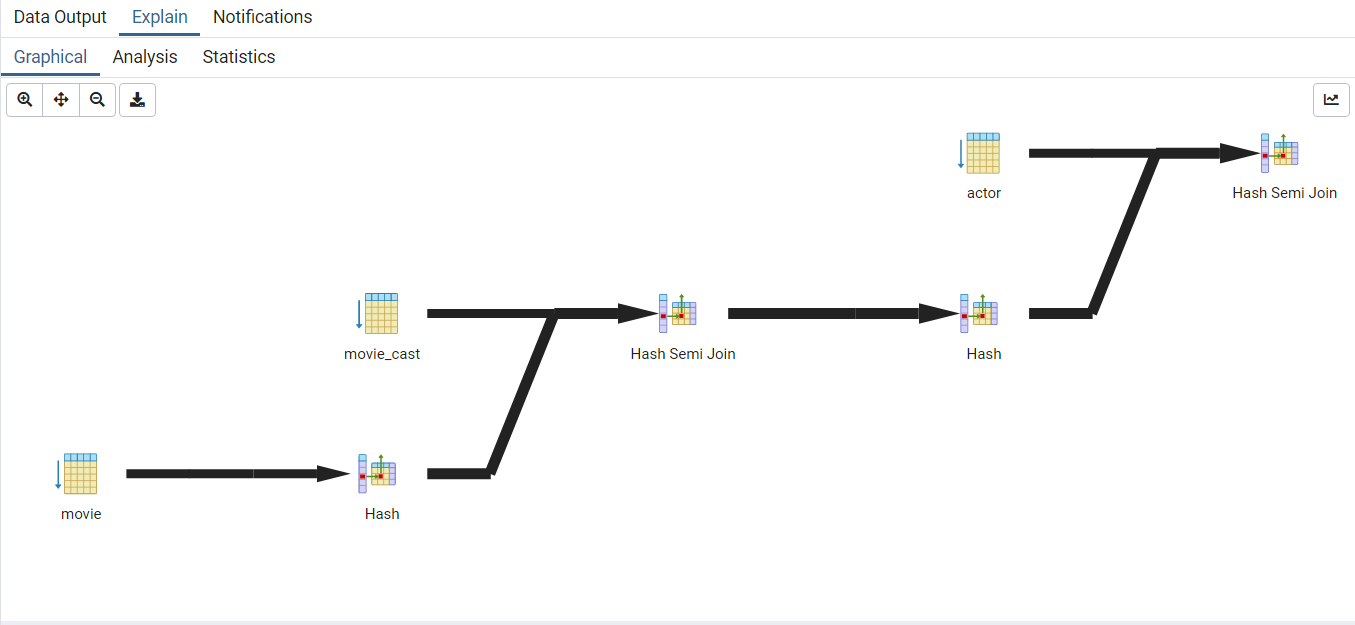 Data Output Explain Notifications
Graphical Analysis Statistics
actor
Hash Semi Join
movie_cast
Hash Semi Join
Hash
movie
Hash